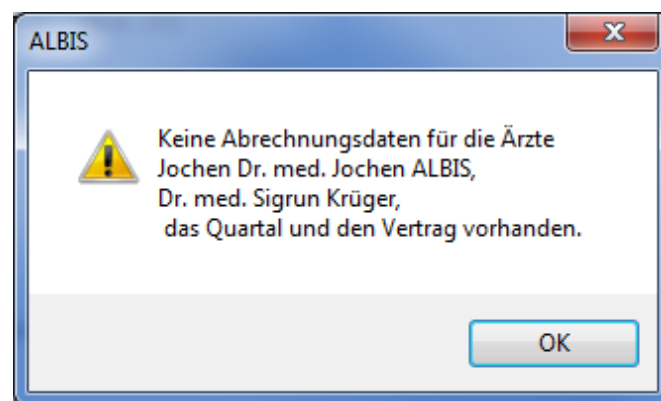 ALBIS
Keine Abrechnungsdaten für die Ärzte
Jochen Dr. med. Jochen ALBIS,
Dr. med. Sigrun Krüger,
das Quartal und den Vertrag vorhanden.
OK